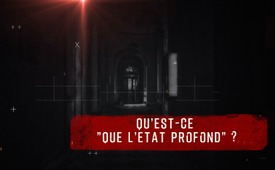 QU'EST-CE
"QUE L'ETAT PROFOND" ?